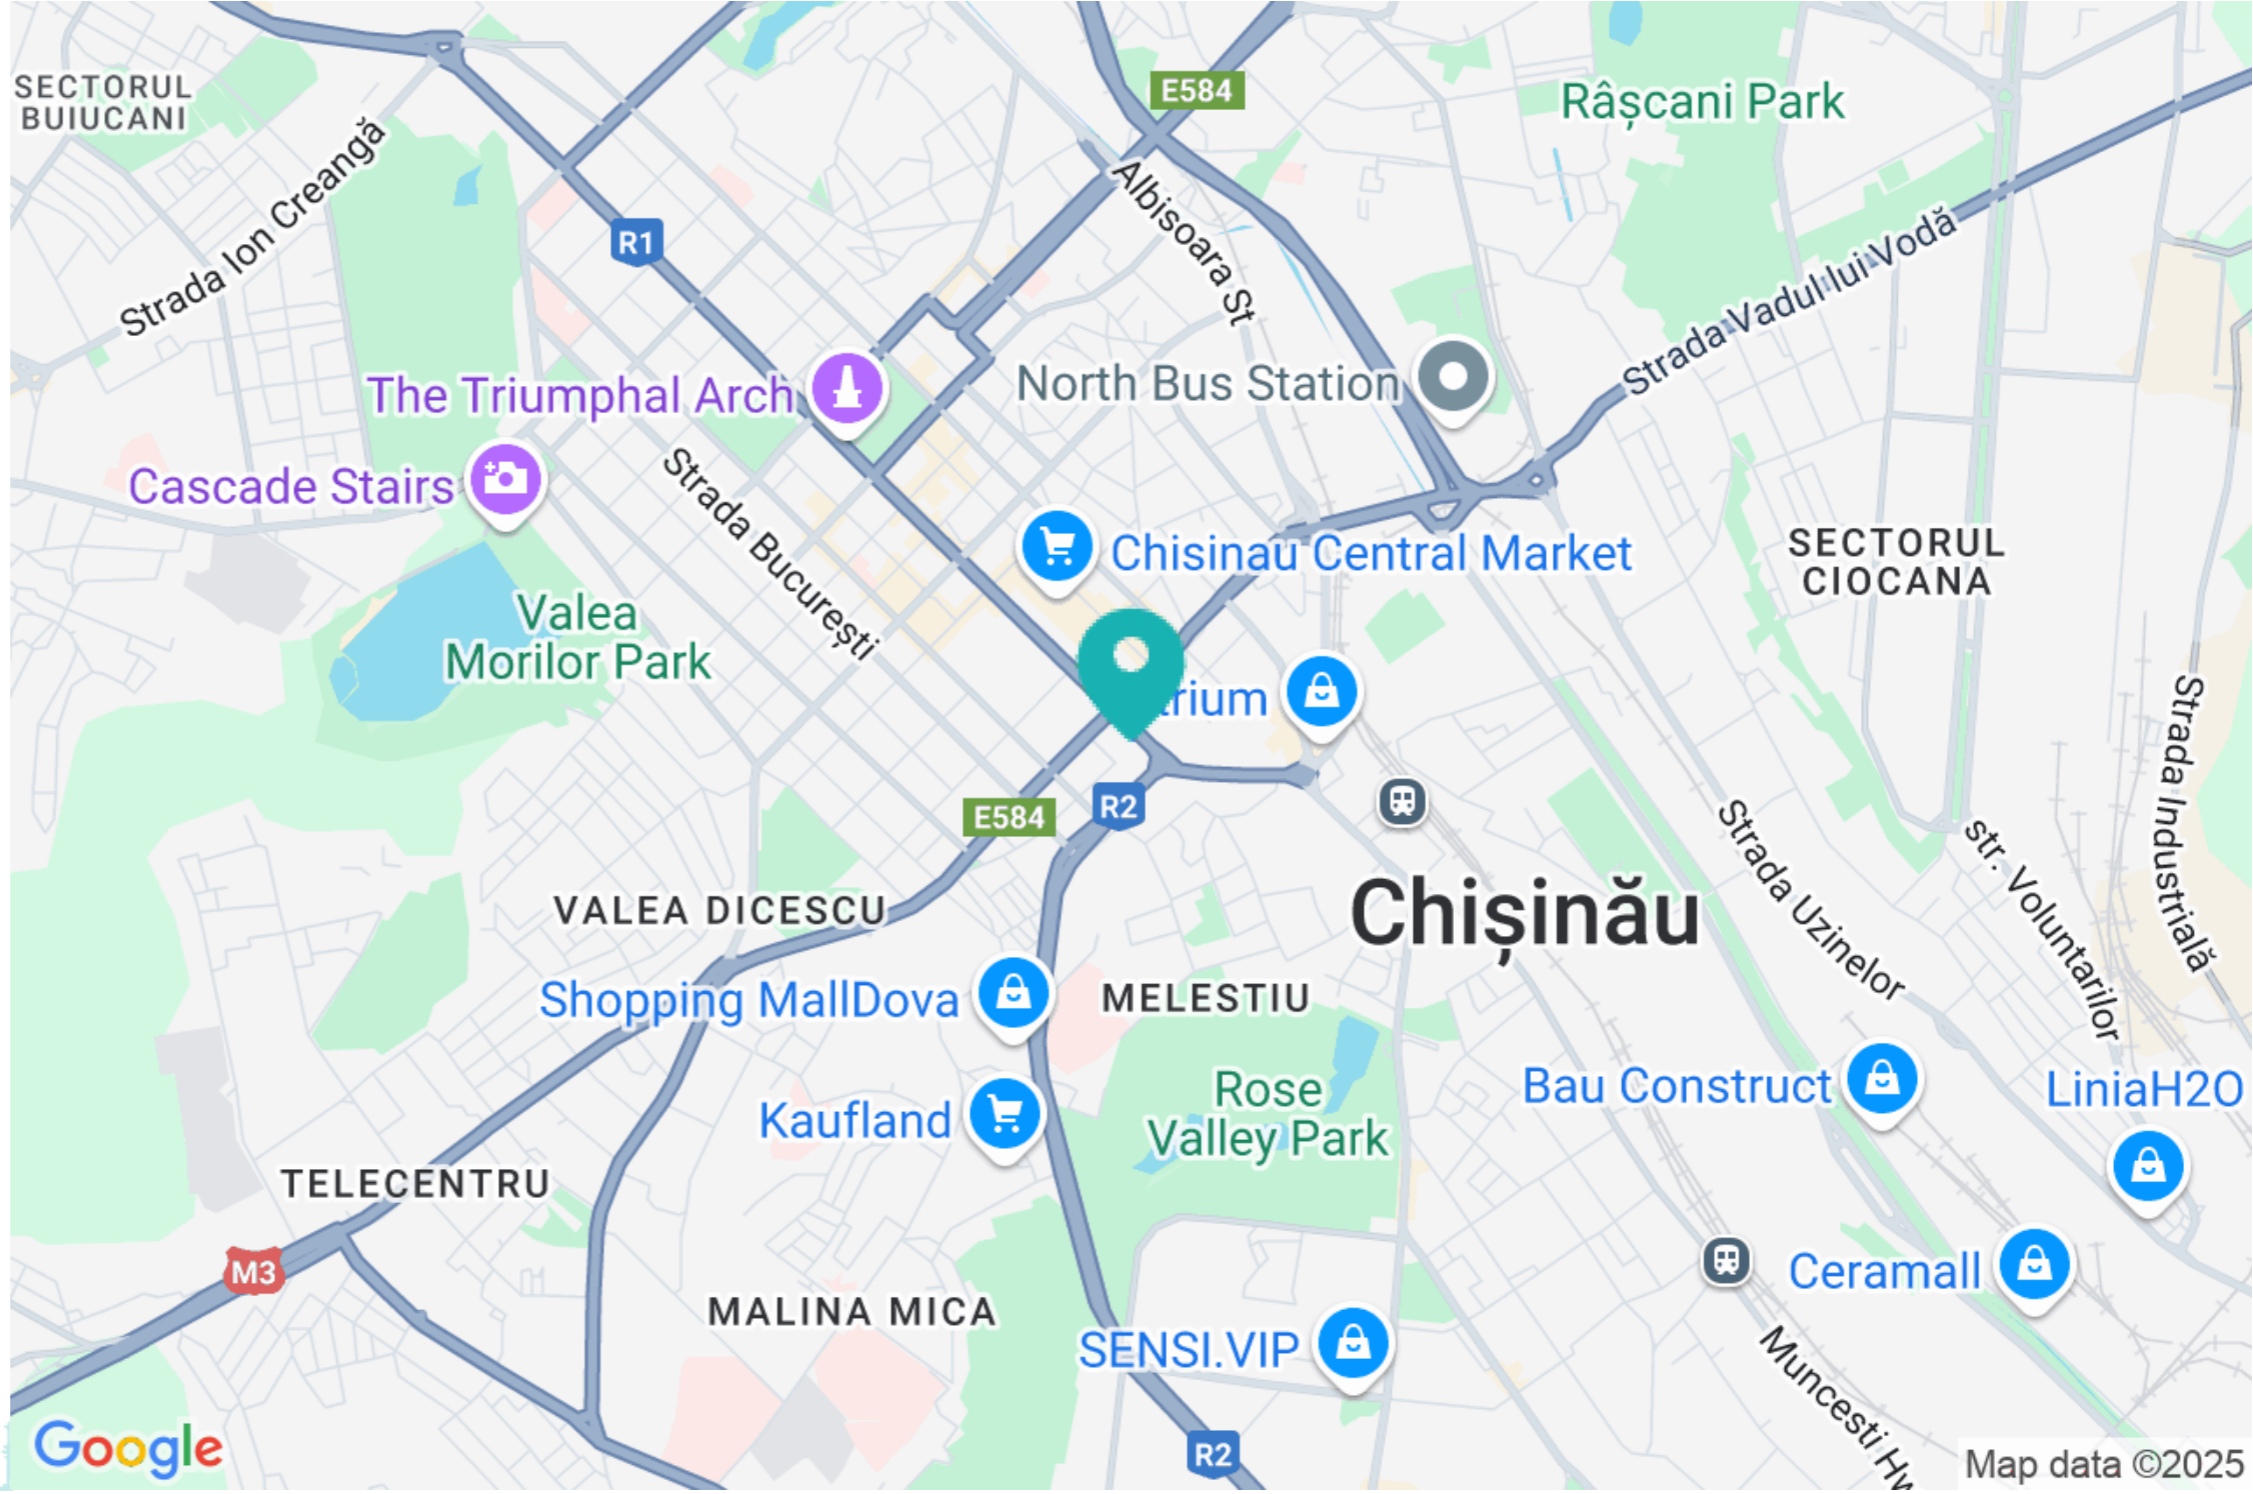 E584
SECTORUL
BUIUCANI
Râșcani Park
Strada Ion Creangă
R1
Albisoara St
Strada Vadul lui Vodă
The Triumphal Arch
North Bus Station
Cascade Stairs
Strada București
Chisinau Central Market
SECTORUL
CIOCANA
Valea
Morilor Park
trium
Strada Industrială
E584
R2
Strada Uzinelor
str. Voluntarilor
VALEA DICESCU
Chișinău
Shopping MallDova
MELESTIU
Rose
Valley Park
Bau Construct
LiniaH2O
Kaufland
TELECENTRU
M3
Ceramall
MALINA MICA
SENSI.VIP
Muncesti Hw
R2
Google
Map data ©2025